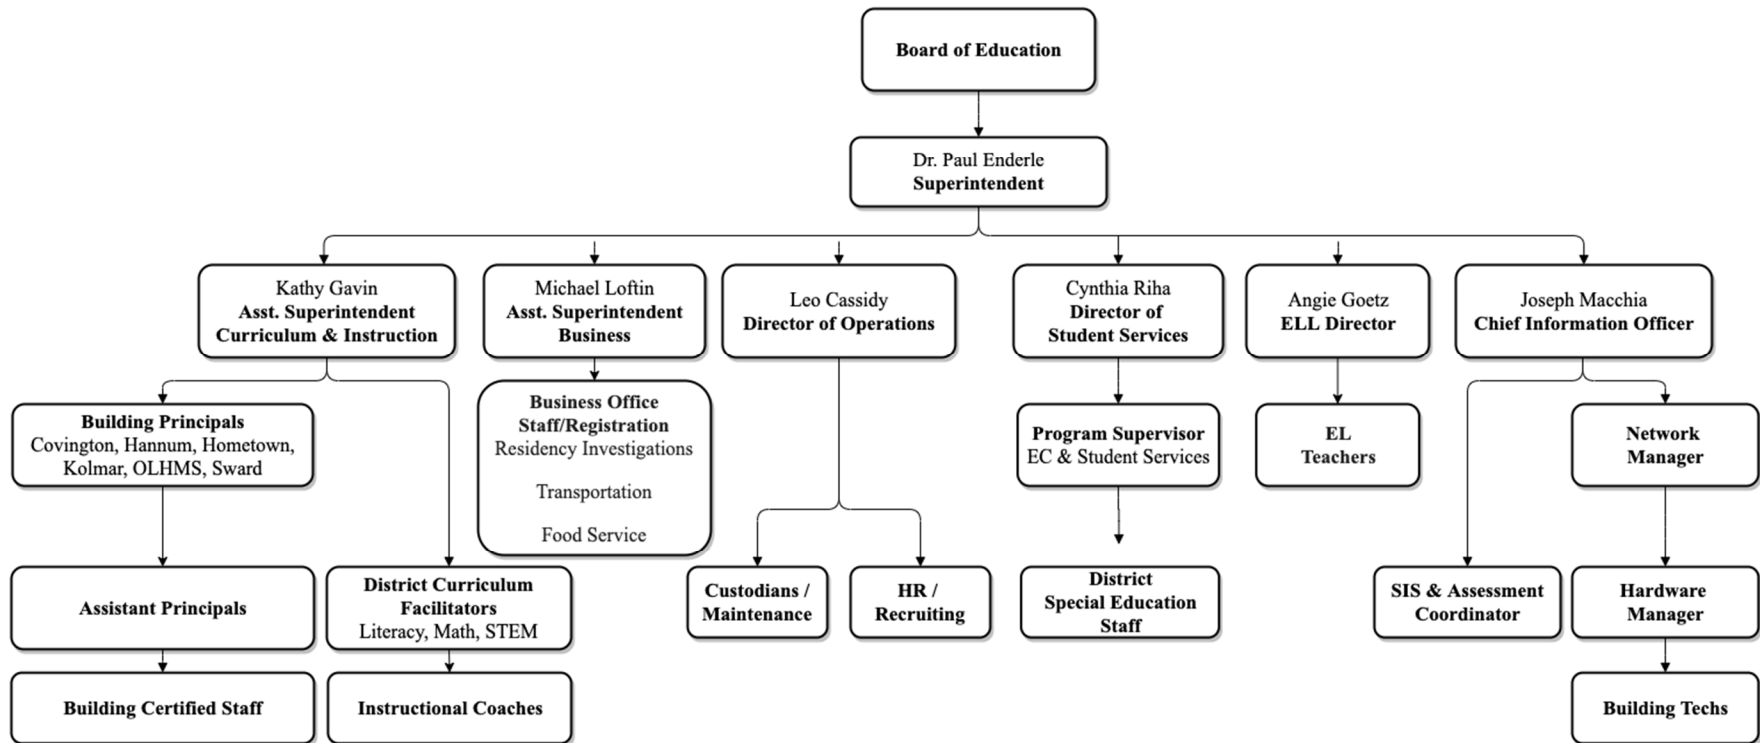 Board of Education
Dr. Paul Enderle
Superintendent
Kathy Gavin
Asst. Superintendent
Curriculum & Instruction
Michael Loftin
Asst. Superintendent
Business
Leo Cassidy
Director of Operations
Cynthia Riha
Director of
Student Services
Angie Goetz
ELL Director
Joseph Macchia
Chief Information Officer
Building Principals
Covington, Hannum, Hometown,
Kolmar, OLHMS, Sward
Business Office
Staff/Registration
Residency Investigations
Transportation
Food Service
Program Supervisor
EC & Student Services
EL
Teachers
Network
Manager
Assistant Principals
District Curriculum
Facilitators
Literacy, Math, STEM
Custodians /
Maintenance
HR /
Recruiting
District
Special Education
Staff
SIS & Assessment
Coordinator
Hardware
Manager
Building Certified Staff
Instructional Coaches
Building Techs